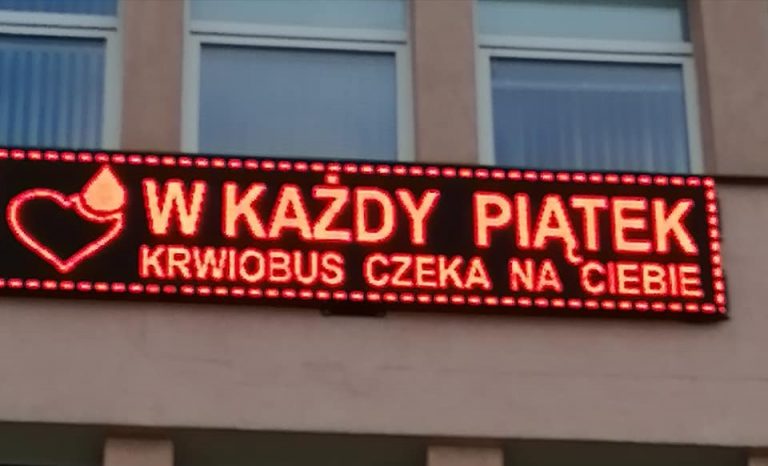 W KAŻDY PIĄTEK
KRWIOBUS CZEKA NA CIEBIE